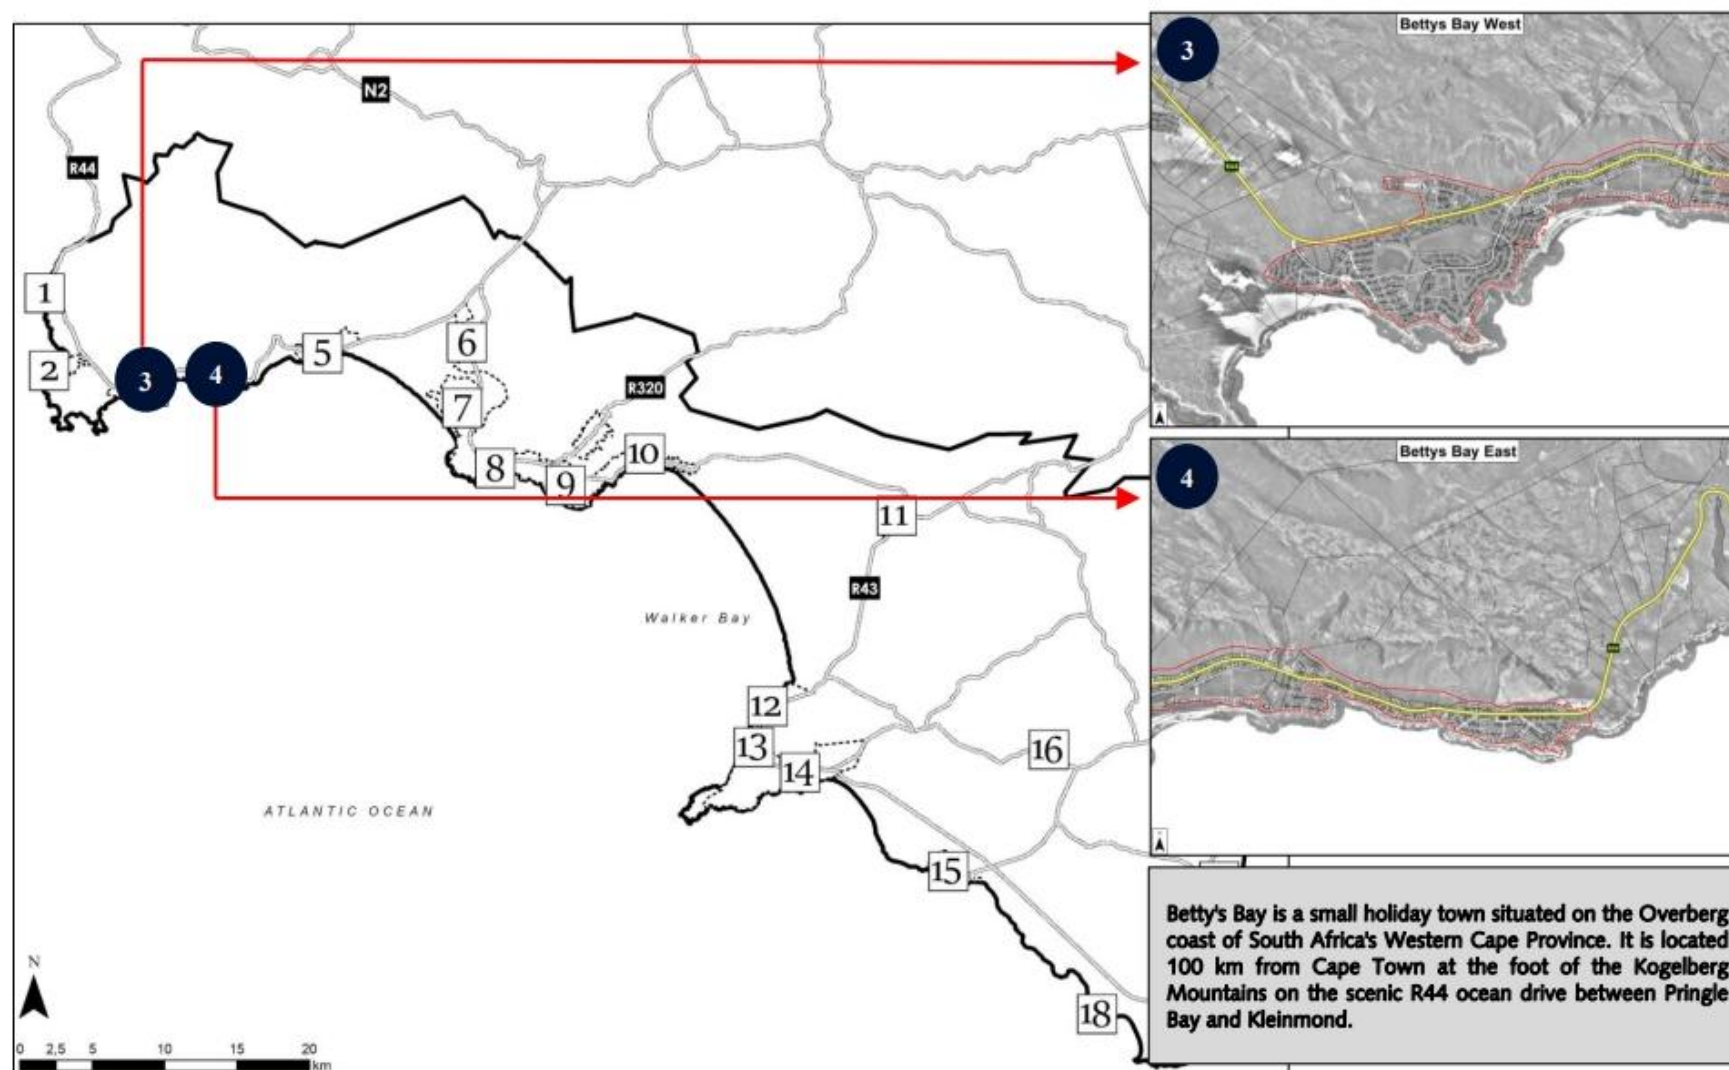 N2
R44
1
2
3
4
5
6
7
8
9
10
R320
11
R43
Walker Bay
12
13
14
16
ATLANTIC OCEAN
15
18
N
0 2,5 5 10 15 20
km
3
Bettys Bay West
4
Bettys Bay East
Betty's Bay is a small holiday town situated on the Overberg
coast of South Africa's Western Cape Province. It is located
100 km from Cape Town at the foot of the Kogelberg
Mountains on the scenic R44 ocean drive between Pringle
Bay and Kleinmond.